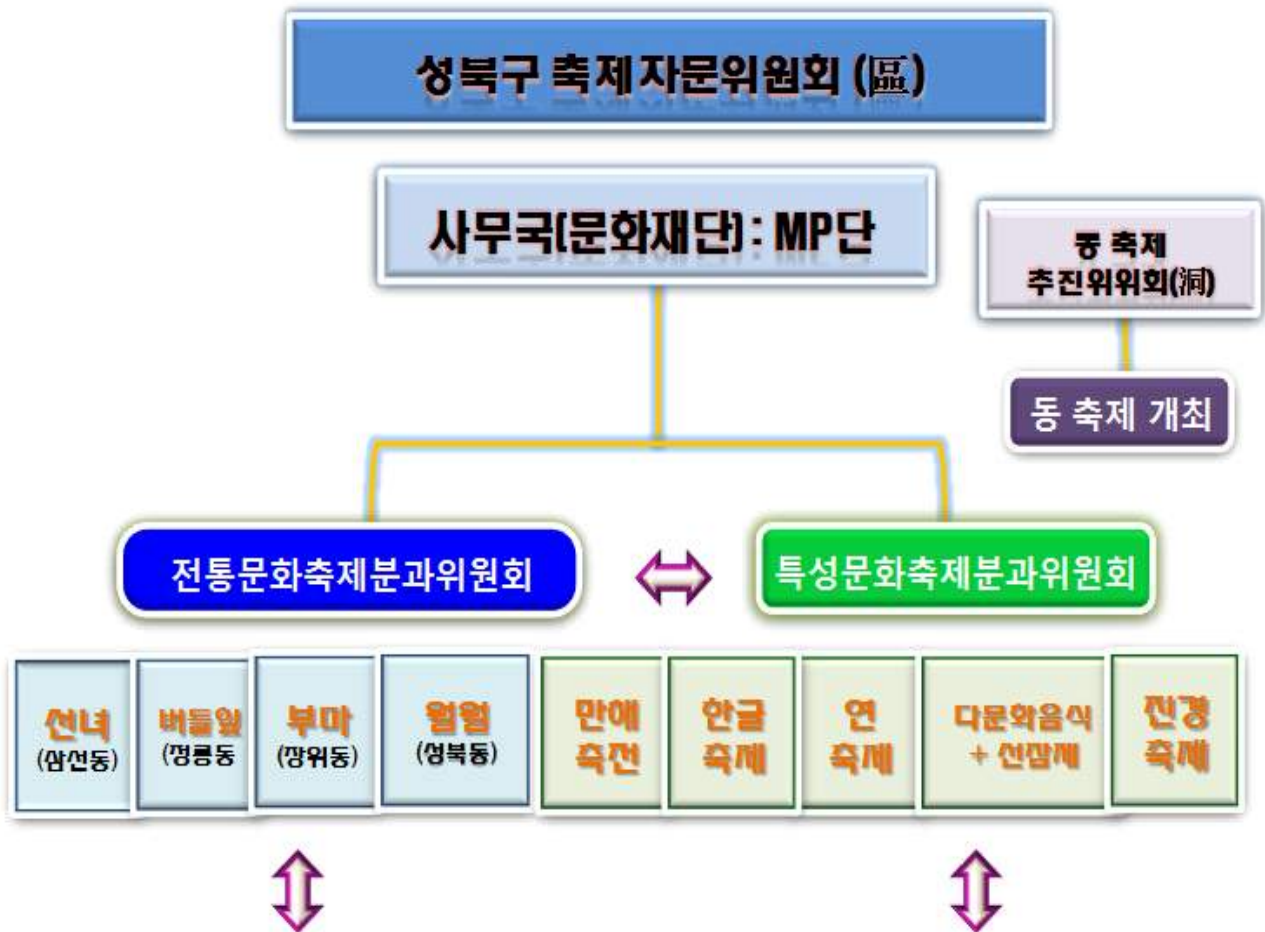 성북구 축제자문위원회 (區)
사무국(문화재단) : MP단
동 축제
추진위위회(洞)
동 축제 개최
전통문화축제분과위원회
특성문화축제분과위원회
선녀
(삼선동)
버들잎
(정릉동
부마
(장위동)
월월
(성북동)
만해
축전
한글
축제
연
축제
다문화음식
+ 선잠제
진경
축제